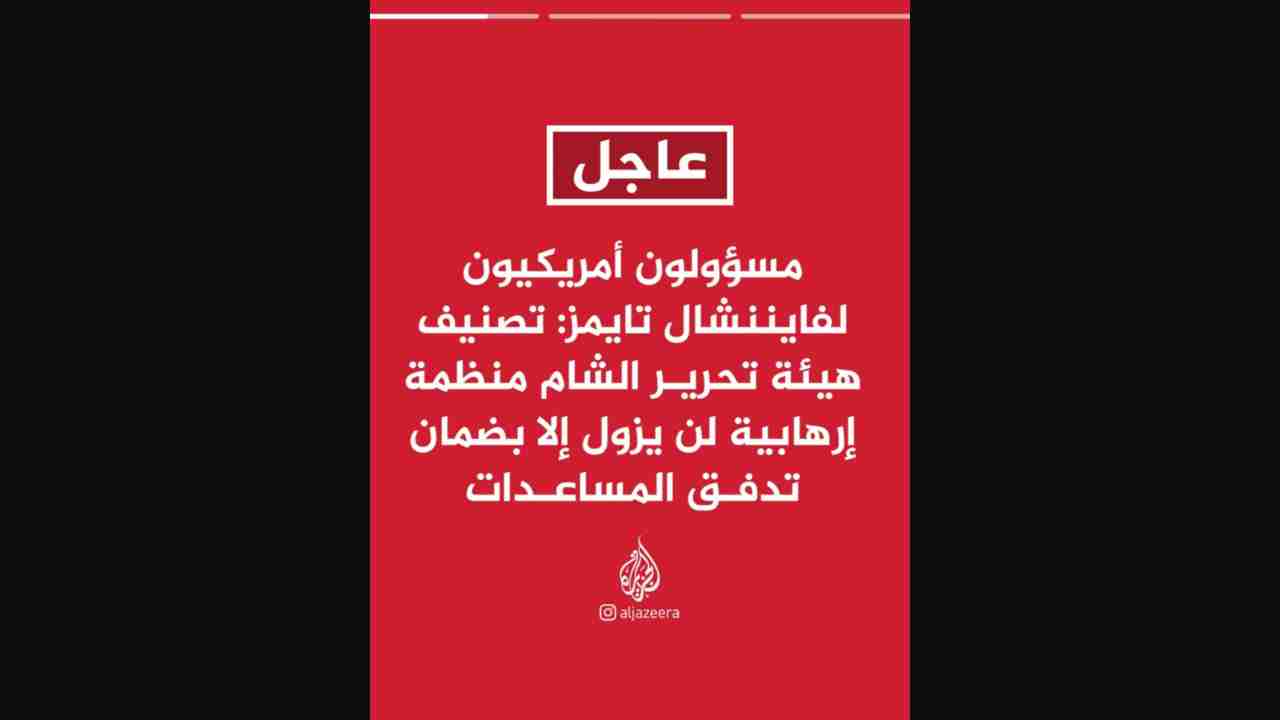 عاجل
مسؤولون أمريكيون
لفايننشال تايمز: تصنيف
هيئة تحرير الشام منظمة
إرهابية لن يزول إلا بضمان
تدفق المساعدات
الجزيرة
aljazeera